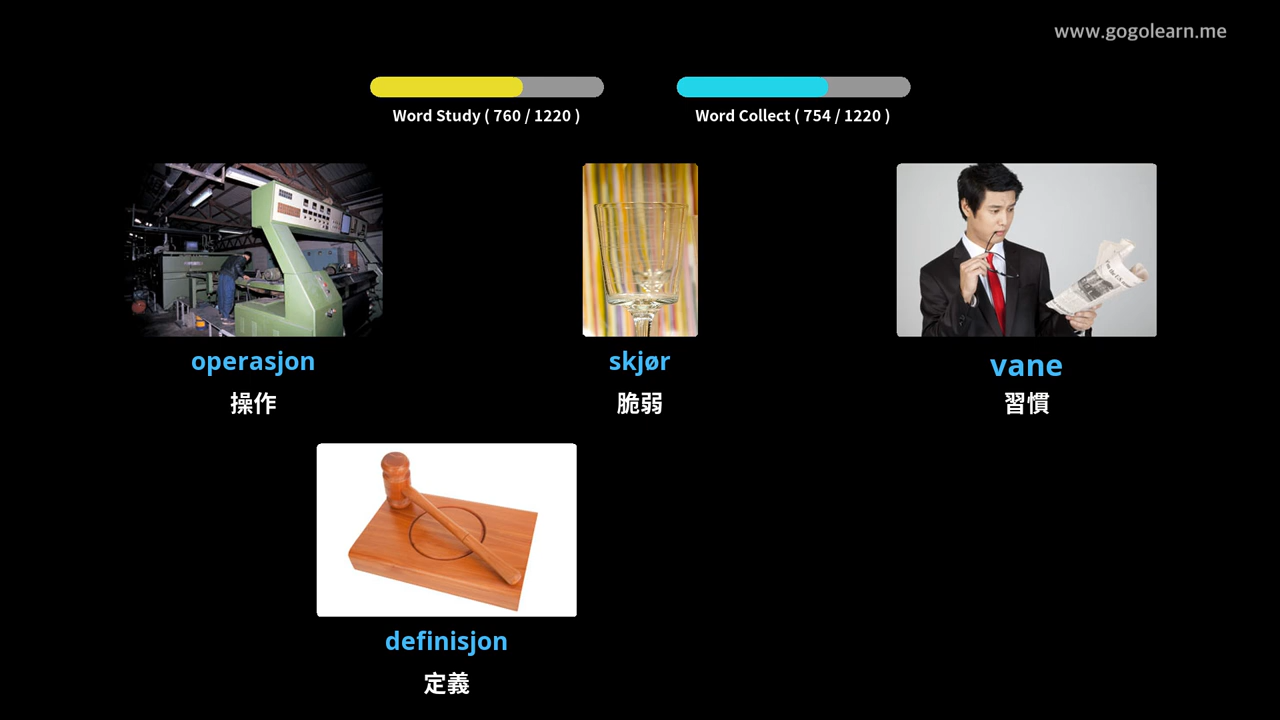 www.gogolearn.me
Word Study ( 760 / 1220 )
Word Collect ( 754 / 1220 )
operasjon
操作
skjør
脆弱
vane
習慣
definisjon
定義